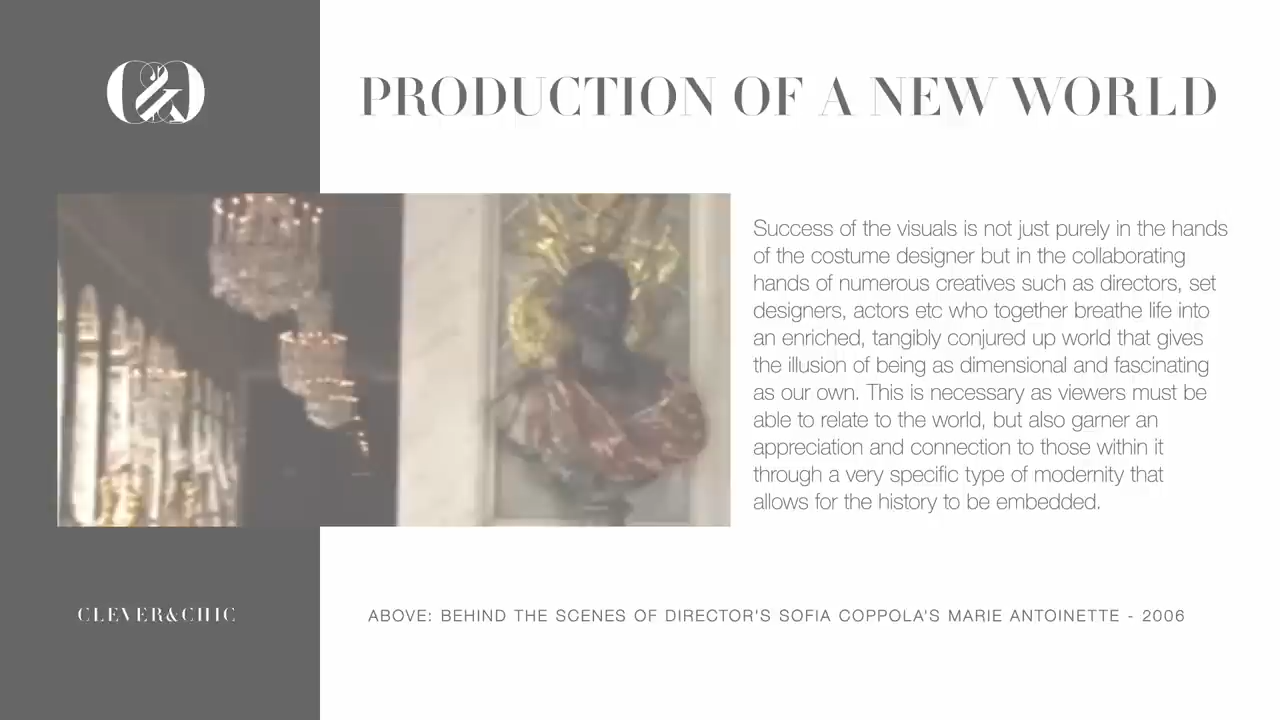 PRODUCTION OF A NEW WORLD
Success of the visuals is not just purely in the hands
of the costume designer but in the collaborating
hands of numerous creatives such as directors, set
designers, actors etc who together breathe life into
an enriched, tangibly conjured up world that gives
the illusion of being as dimensional and fascinating
as our own. This is necessary as viewers must be
able to relate to the world, but also garner an
appreciation and connection to those within it
through a very specific type of modernity that
allows for the history to be embedded.
CLEVER&CHIC
ABOVE: BEHIND THE SCENES OF DIRECTOR'S SOFIA COPPOLA'S MARIE ANTOINETTE - 2006